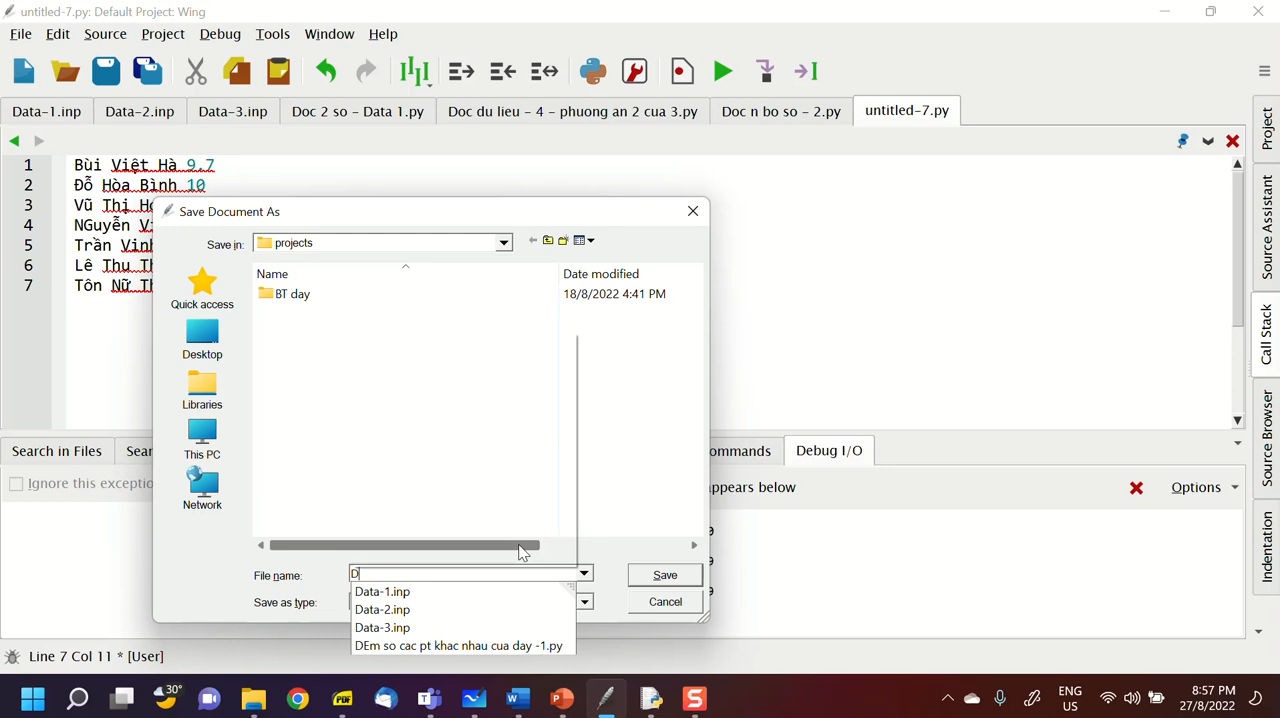 untitled-7.py: Default Project: Wing
File Edit Source Project Debug Tools Window Help
Data-1.inp Data-2.inp Data-3.inp Doc 2 so - Data 1.py Doc du lieu - 4 - phuong an 2 cua 3.py Doc n bo so - 2.py untitled-7.py
1 Bùi Việt Hà 9.7
2 Đỗ Hòa Bình 10
3 Vũ Thị
4 NGuyễn
5 Trần Vinh
6 Lê Thu
7 Tôn Nữ
Save Document As
Save in: projects
Name Date modified
BT day 18/8/2022 4:41 PM
Quick access
Desktop
Libraries
This PC
Network
File name: D Save
Save as type: Cancel
Data-1.inp
Data-2.inp
Data-3.inp
DEm so cac pt khac nhau cua day -1.py
Project
Source Assistant
Call Stack
Source Browser
Indentation
Search in Files Debug I/O
Ignore this
below Options
Line 7 Col 11 * [User]
30°
PDF
ENG
US
8:57 PM
27/8/2022